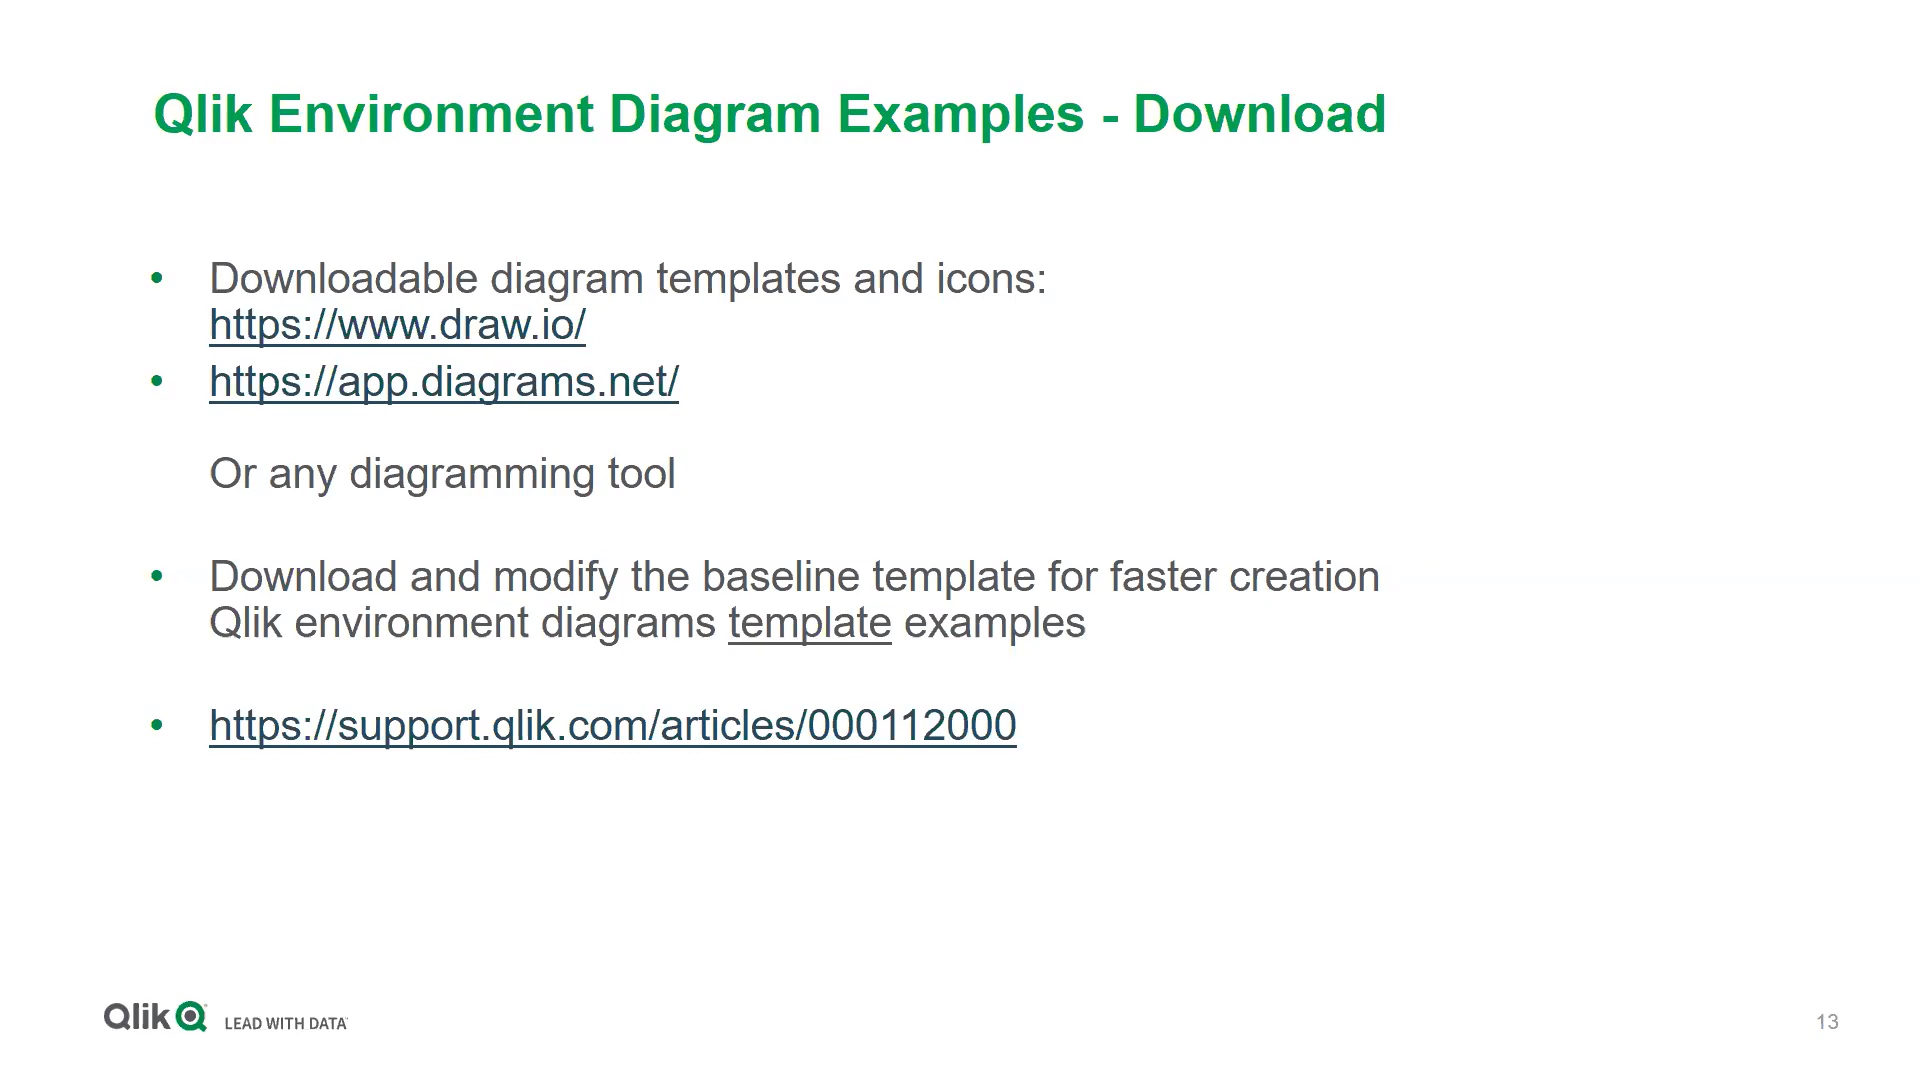 Qlik Environment Diagram Examples - Download
• Downloadable diagram templates and icons:
https://www.draw.io/
• https://app.diagrams.net/
Or any diagramming tool
• Download and modify the baseline template for faster creation
Qlik environment diagrams template examples
• https://support.qlik.com/articles/000112000
Qlik LEAD WITH DATA
13